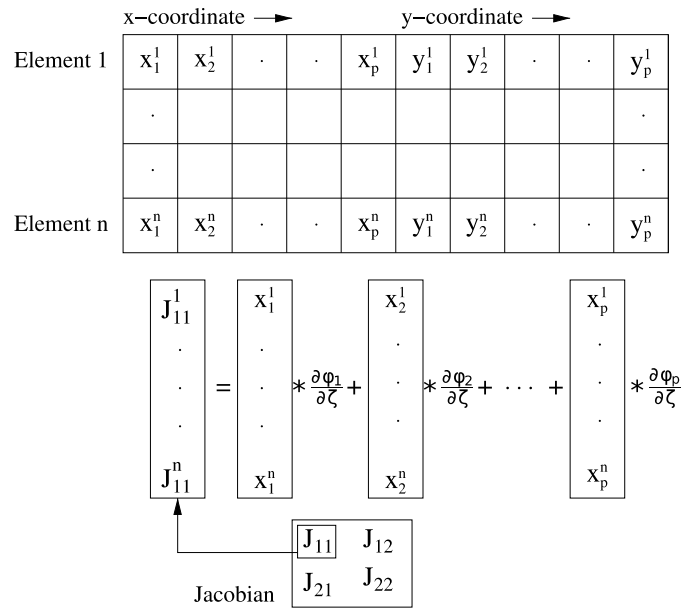 x−coordinate → y−coordinate →
Element 1 x₁¹ x₂¹ · · xₚ¹ y₁¹ y₂¹ · · yₚ¹
· ·
· ·
Element n x₁ⁿ x₂ⁿ · · xₚⁿ y₁ⁿ y₂ⁿ · · yₚⁿ
J₁₁¹ x₁¹ x₂¹ xₚ¹
· · · ·
· = · * ∂φ₁/∂ζ + · * ∂φ₂/∂ζ + · · · + · * ∂φₚ/∂ζ
· · · ·
J₁₁ⁿ x₁ⁿ x₂ⁿ xₚⁿ
J₁₁ J₁₂
Jacobian J₂₁ J₂₂